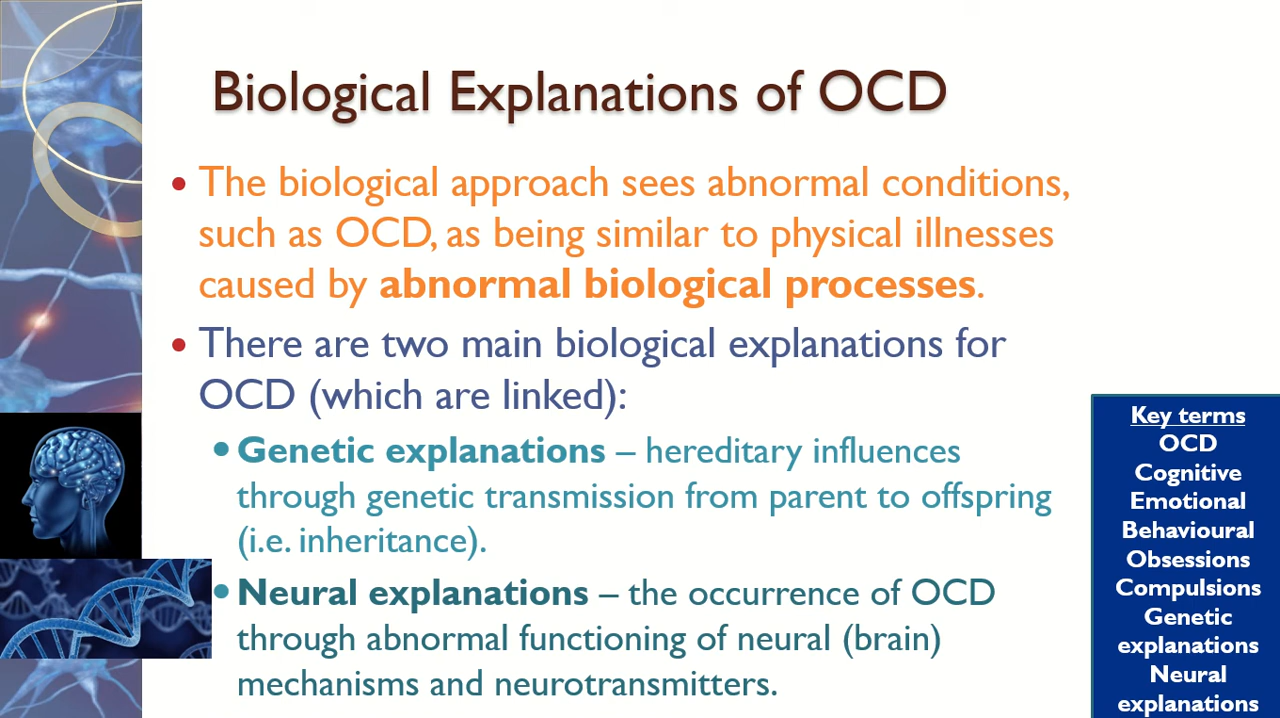 Biological Explanations of OCD
• The biological approach sees abnormal conditions,
such as OCD, as being similar to physical illnesses
caused by abnormal biological processes.
• There are two main biological explanations for
OCD (which are linked):
• Genetic explanations – hereditary influences
through genetic transmission from parent to offspring
(i.e. inheritance).
• Neural explanations – the occurrence of OCD
through abnormal functioning of neural (brain)
mechanisms and neurotransmitters.
Key terms
OCD
Cognitive
Emotional
Behavioural
Obsessions
Compulsions
Genetic
explanations
Neural
explanations